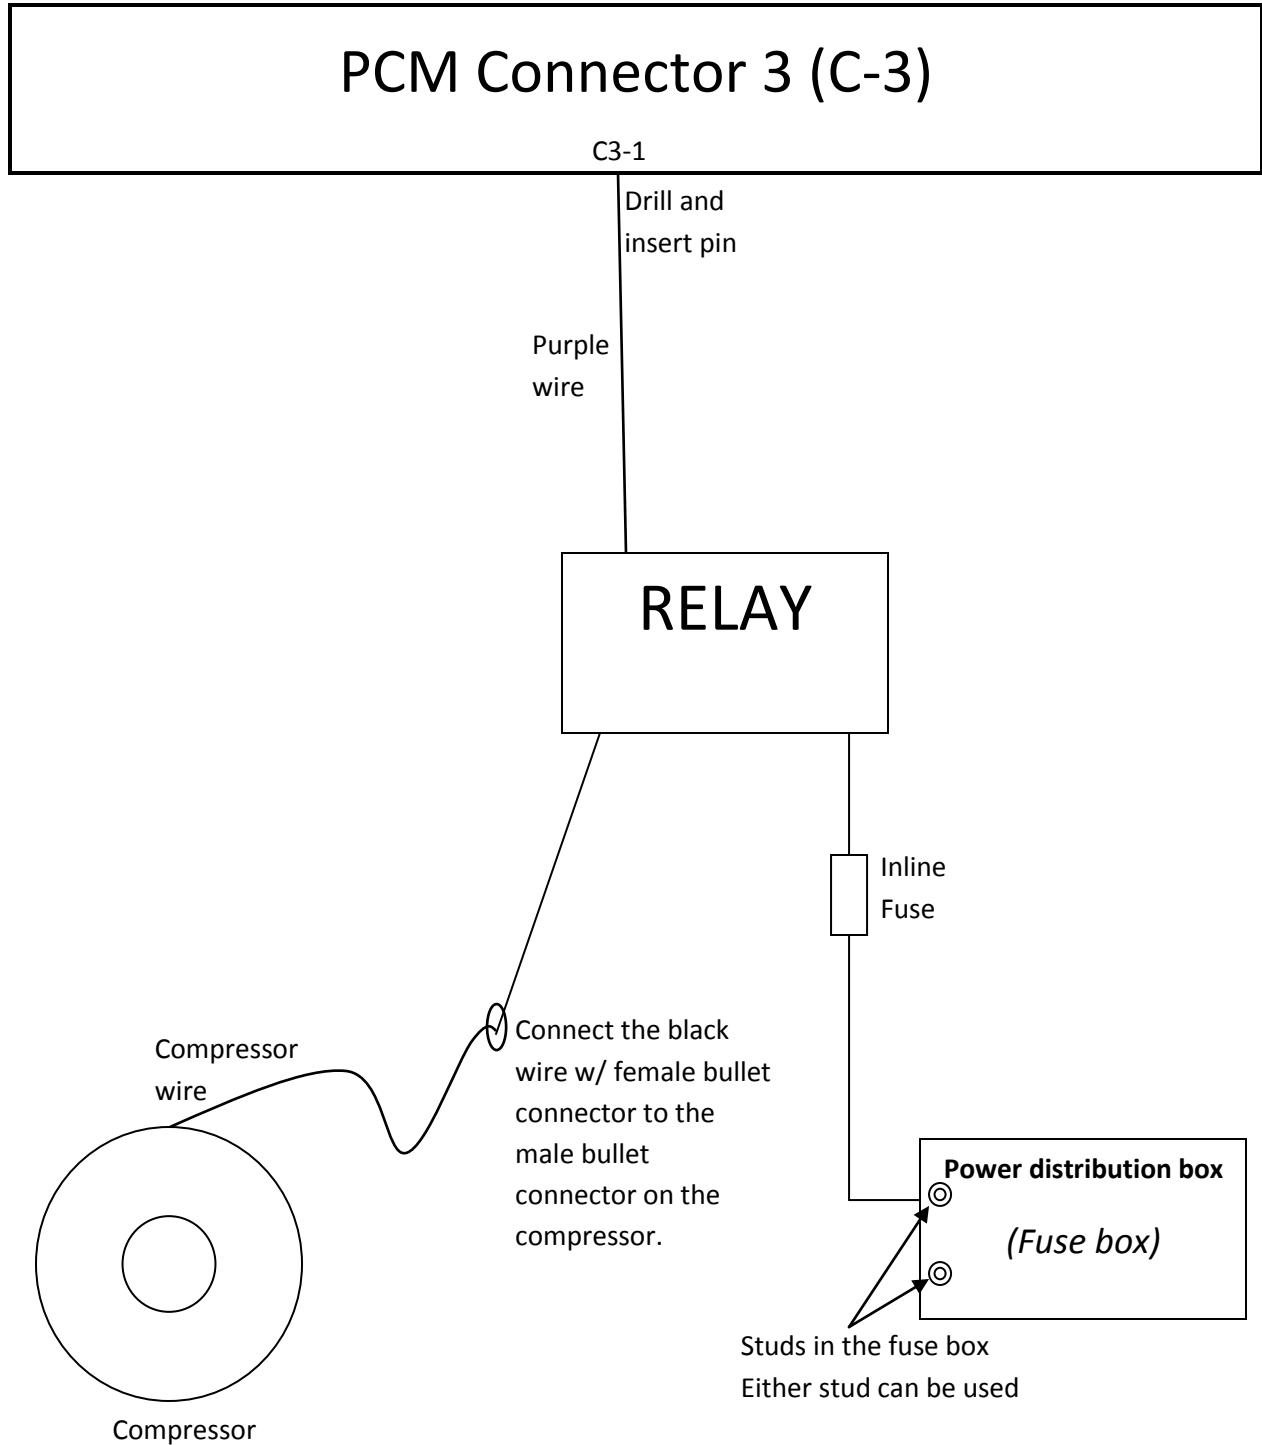 PCM Connector 3 (C-3)
C3-1
Drill and
insert pin
Purple
wire
RELAY
Inline
Fuse
Connect the black
wire w/ female bullet
connector to the
male bullet
connector on the
compressor.
Compressor
wire
Power distribution box
(Fuse box)
Studs in the fuse box
Either stud can be used
Compressor